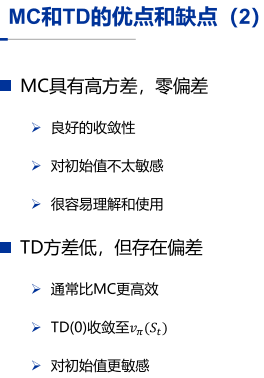 MC和TD的优点和缺点（2）
MC具有高方差，零偏差
良好的收敛性
对初始值不太敏感
很容易理解和使用
TD方差低，但存在偏差
通常比MC更高效
TD(0)收敛至𝑣𝜋(𝑆𝑡)
对初始值更敏感